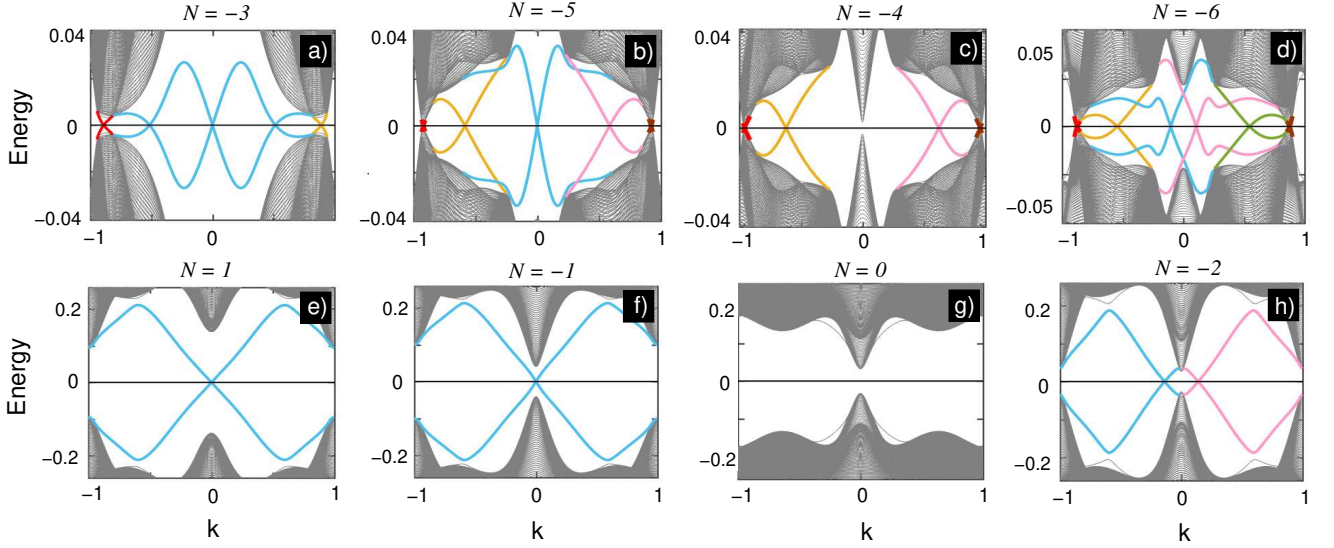 N = −3
N = −5
N = −4
N = −6
a)
b)
c)
d)
0.04
0
−0.04
−1
0
1
0.04
0
−0.04
−1
0
1
0.04
0
−0.04
−1
0
1
0.05
0
−0.05
−1
0
1
Energy
N = 1
N = −1
N = 0
N = −2
e)
f)
g)
h)
0.2
0
−0.2
−1
0
1
0.2
0
−0.2
−1
0
1
0.2
0
−0.2
−1
0
1
0.2
0
−0.2
−1
0
1
Energy
k
k
k
k